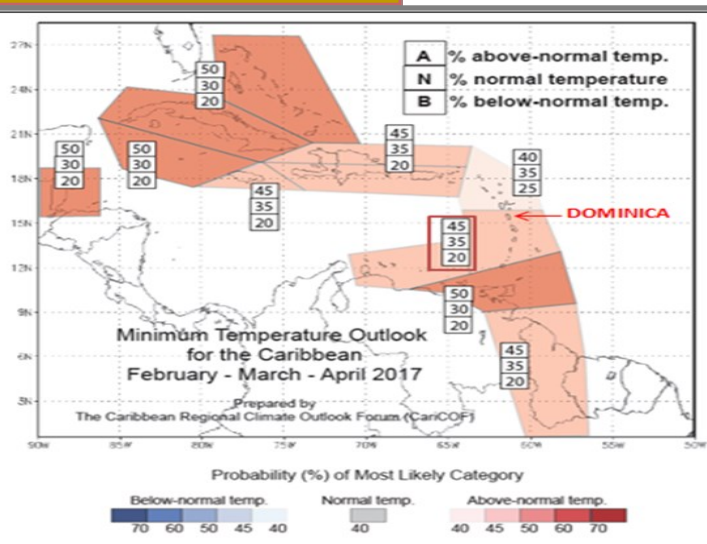 27N
24N
21N
18N
15N
12N
9N
6N
3N
A % above-normal temp.
N % normal temperature
B % below-normal temp.
50
30
20
50
30
20
50
30
20
45
35
20
40
35
25
45
35
20
DOMINICA
45
35
20
50
30
20
45
35
20
Minimum Temperature Outlook
for the Caribbean
February - March - April 2017
Prepared by
The Caribbean Regional Climate Outlook Forum (CariCOF)
90W 85W 80W 75W 70W 65W 60W 55W 50W
Probability (%) of Most Likely Category
Below-normal temp. Normal temp. Above-normal temp.
70 60 50 45 40 40 40 45 50 60 70